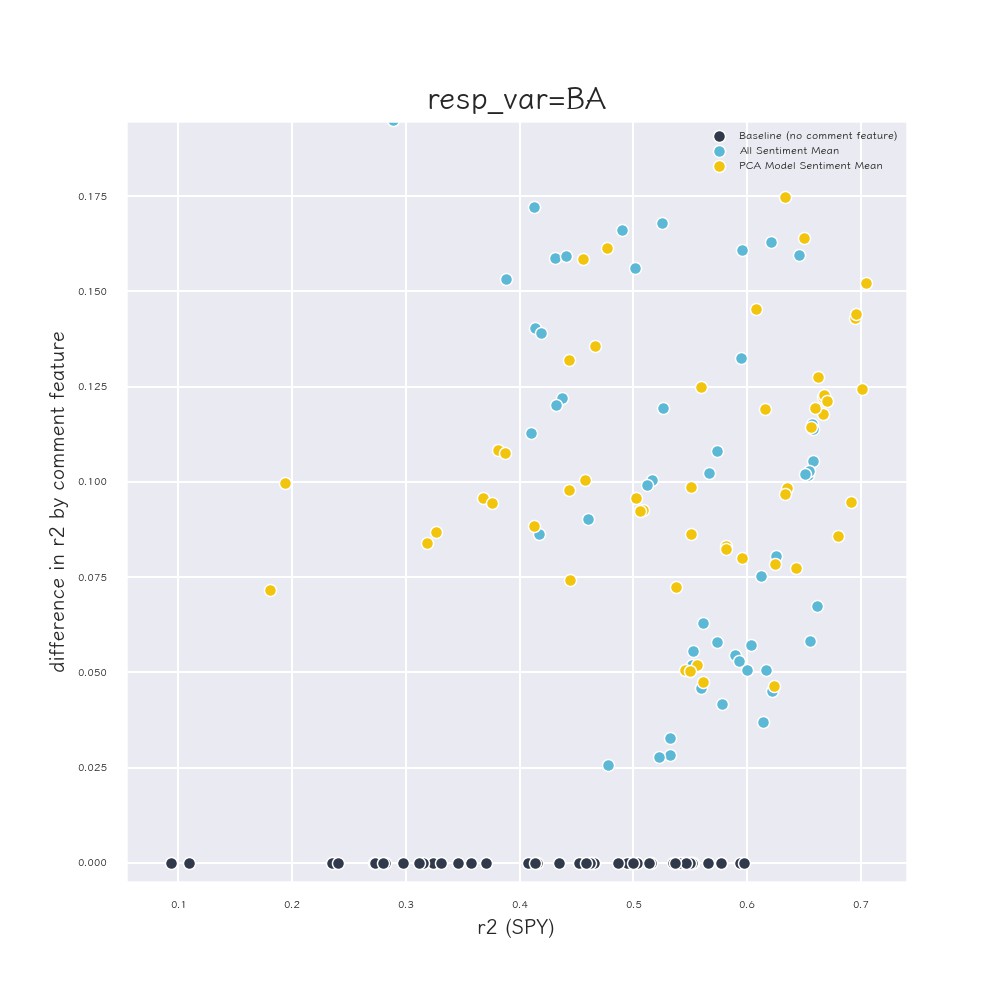 resp_var=BA
Baseline (no comment feature)
All Sentiment Mean
PCA Model Sentiment Mean
difference in r2 by comment feature
0.175
0.150
0.125
0.100
0.075
0.050
0.025
0.000
0.1 0.2 0.3 0.4 0.5 0.6 0.7
r2 (SPY)